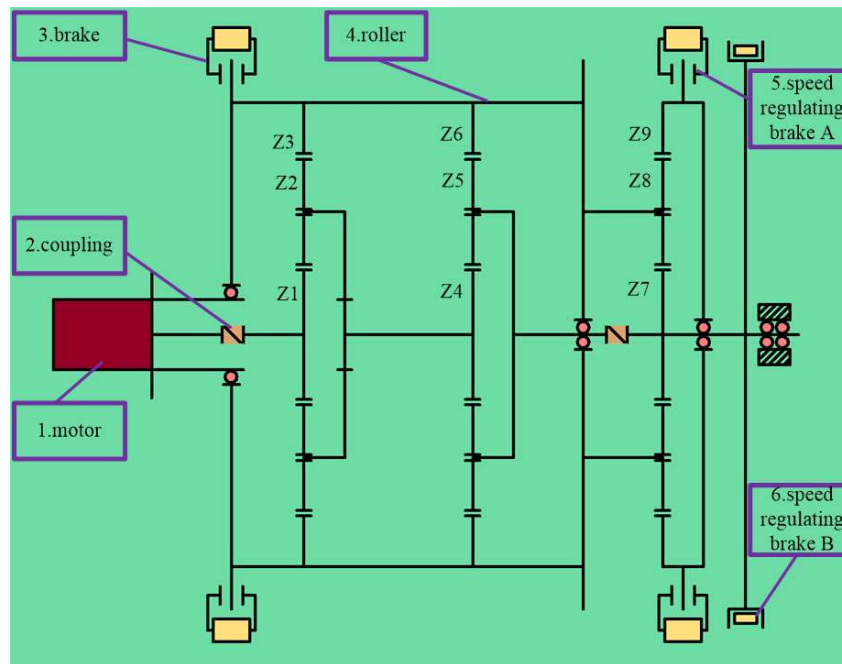 3.brake
4.roller
5.speed
regulating
brake A
Z3
Z6
Z9
Z2
Z5
Z8
2.coupling
Z1
Z4
Z7
1.motor
6.speed
regulating
brake B